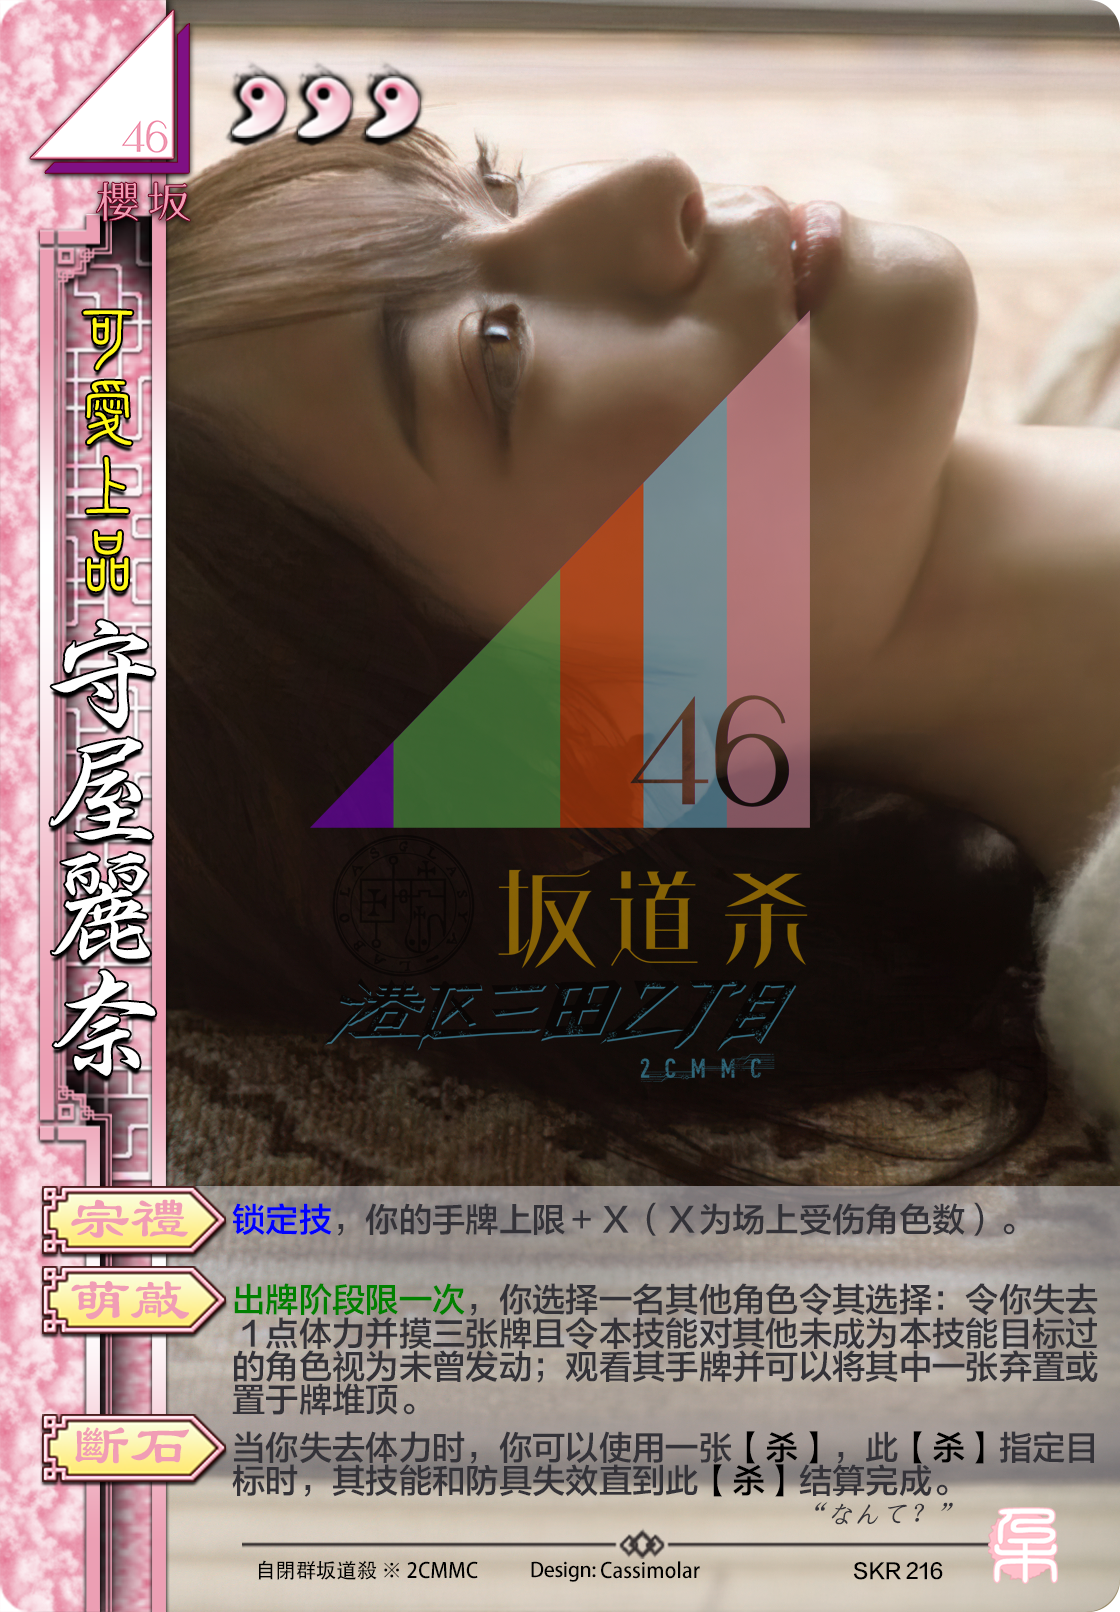 46
櫻坂
可愛上品
守屋麗奈
46
坂道杀
港区三田2丁目
2CMMC
宗禮
锁定技，你的手牌上限＋Ｘ（Ｘ为场上受伤角色数）。
萌敲
出牌阶段限一次，你选择一名其他角色令其选择：令你失去
１点体力并摸三张牌且令本技能对其他未成为本技能目标过
的角色视为未曾发动；观看其手牌并可以将其中一张弃置或
置于牌堆顶。
斷石
当你失去体力时，你可以使用一张【杀】，此【杀】指定目
标时，其技能和防具失效直到此【杀】结算完成。
“なんて？”
自閉群坂道殺 ※ 2CMMC
Design: Cassimolar
SKR 216